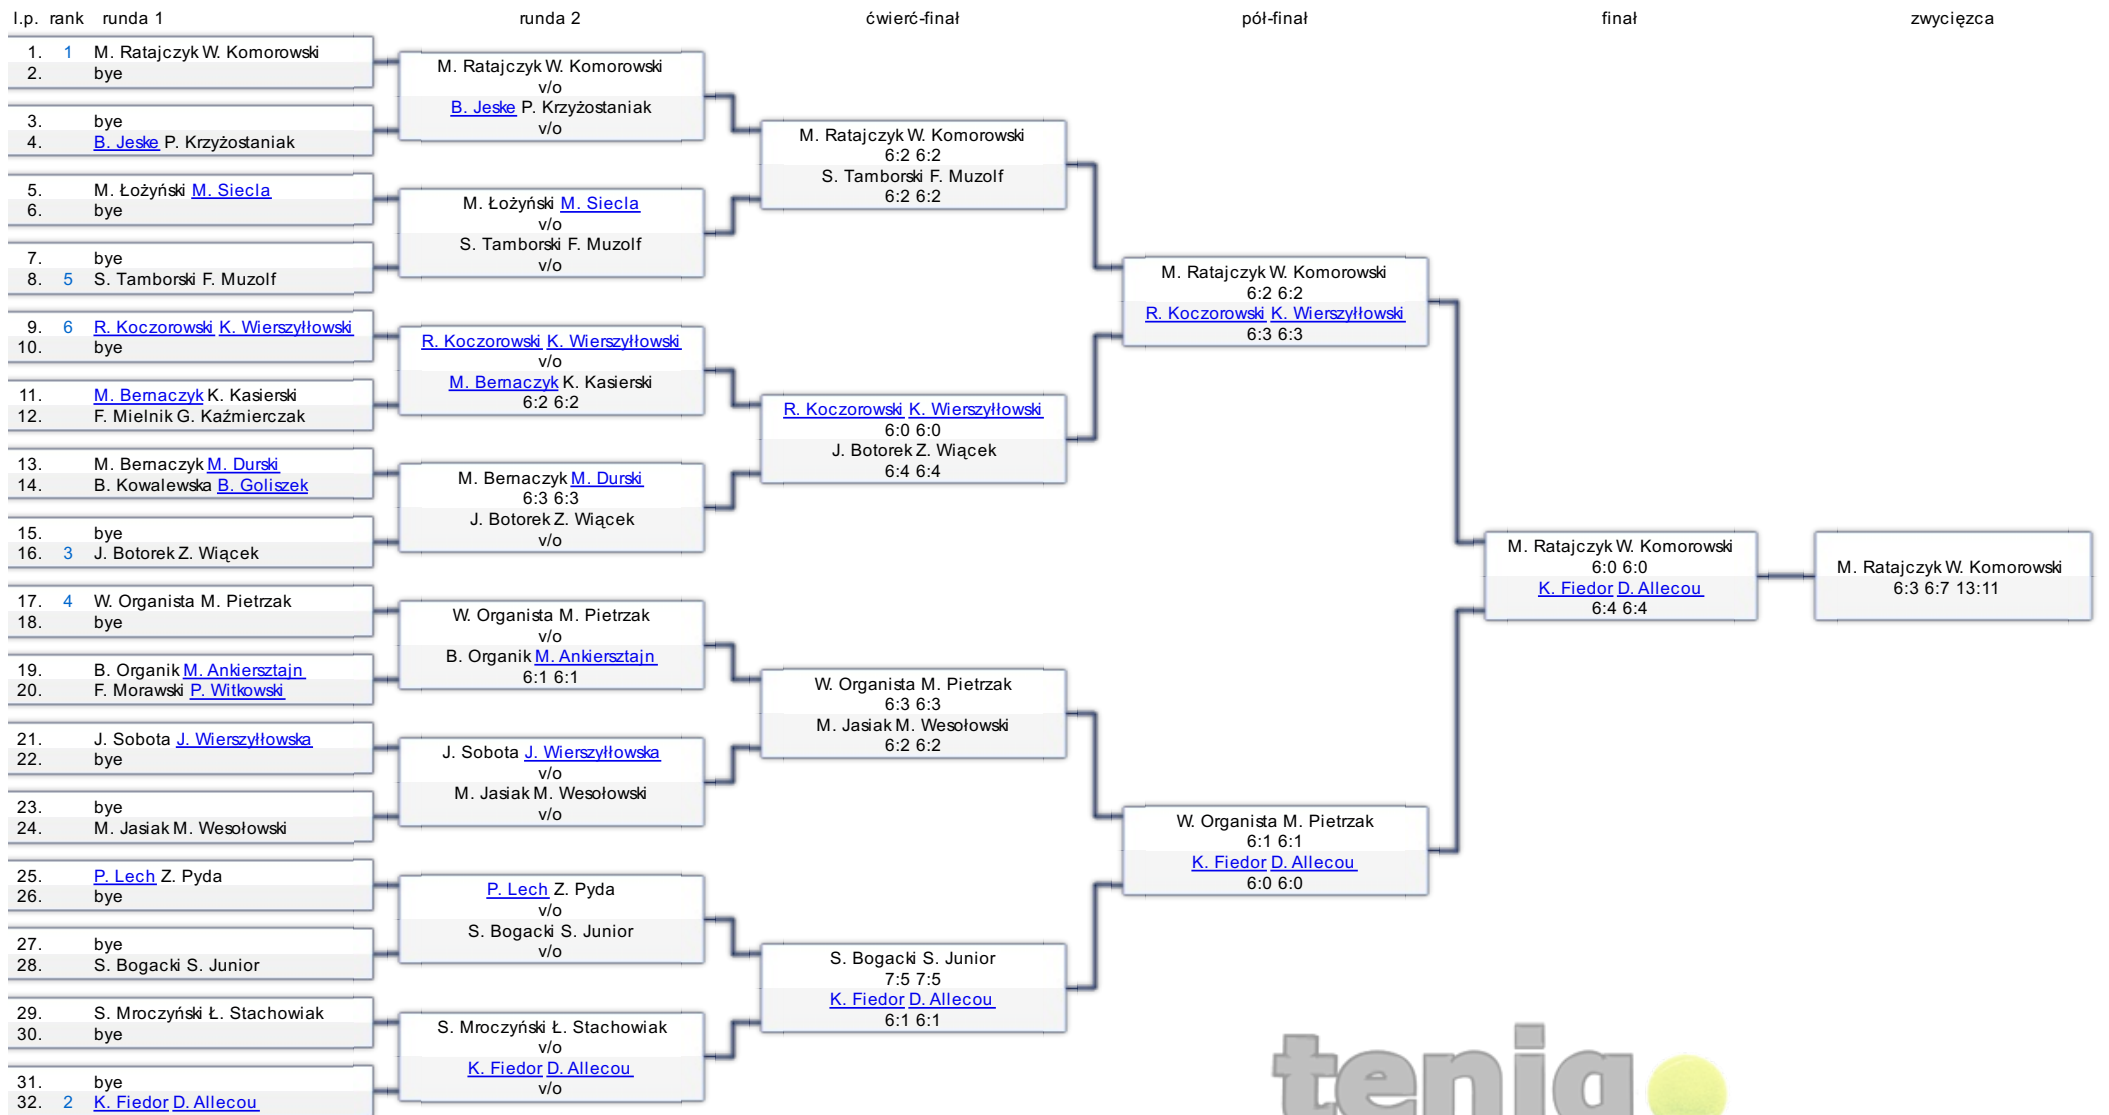 l.p. rank runda 1 runda 2 ćwierć-finał pół-finał finał zwycięzca
1. 1 M. Ratajczyk W. Komorowski
2. bye
3. bye
4. B. Jeske P. Krzyżostaniak
5. M. Łożyński M. Siecla
6. bye
7. bye
8. 5 S. Tamborski F. Muzolf
9. 6 R. Koczorowski K. Wierszyłłowski
10. bye
11. M. Bernaczyk K. Kasierski
12. F. Mielnik G. Kaźmierczak
13. M. Bernaczyk M. Durski
14. B. Kowalewska B. Goliszek
15. bye
16. 3 J. Botorek Z. Wiącek
17. 4 W. Organista M. Pietrzak
18. bye
19. B. Organik M. Ankiersztajn
20. F. Morawski P. Witkowski
21. J. Sobota J. Wierszyłłowska
22. bye
23. bye
24. M. Jasiak M. Wesołowski
25. P. Lech Z. Pyda
26. bye
27. bye
28. S. Bogacki S. Junior
29. S. Mroczyński Ł. Stachowiak
30. bye
31. bye
32. 2 K. Fiedor D. Allecou
M. Ratajczyk W. Komorowski
v/o
B. Jeske P. Krzyżostaniak
v/o
M. Łożyński M. Siecla
v/o
S. Tamborski F. Muzolf
v/o
R. Koczorowski K. Wierszyłłowski
v/o
M. Bernaczyk K. Kasierski
6:2 6:2
M. Bernaczyk M. Durski
6:3 6:3
J. Botorek Z. Wiącek
v/o
W. Organista M. Pietrzak
v/o
B. Organik M. Ankiersztajn
6:1 6:1
J. Sobota J. Wierszyłłowska
v/o
M. Jasiak M. Wesołowski
v/o
P. Lech Z. Pyda
v/o
S. Bogacki S. Junior
v/o
S. Mroczyński Ł. Stachowiak
v/o
K. Fiedor D. Allecou
v/o
M. Ratajczyk W. Komorowski
6:2 6:2
S. Tamborski F. Muzolf
6:2 6:2
R. Koczorowski K. Wierszyłłowski
6:0 6:0
J. Botorek Z. Wiącek
6:4 6:4
W. Organista M. Pietrzak
6:3 6:3
M. Jasiak M. Wesołowski
6:2 6:2
S. Bogacki S. Junior
7:5 7:5
K. Fiedor D. Allecou
6:1 6:1
M. Ratajczyk W. Komorowski
6:2 6:2
R. Koczorowski K. Wierszyłłowski
6:3 6:3
W. Organista M. Pietrzak
6:1 6:1
K. Fiedor D. Allecou
6:0 6:0
M. Ratajczyk W. Komorowski
6:0 6:0
K. Fiedor D. Allecou
6:4 6:4
M. Ratajczyk W. Komorowski
6:3 6:7 13:11